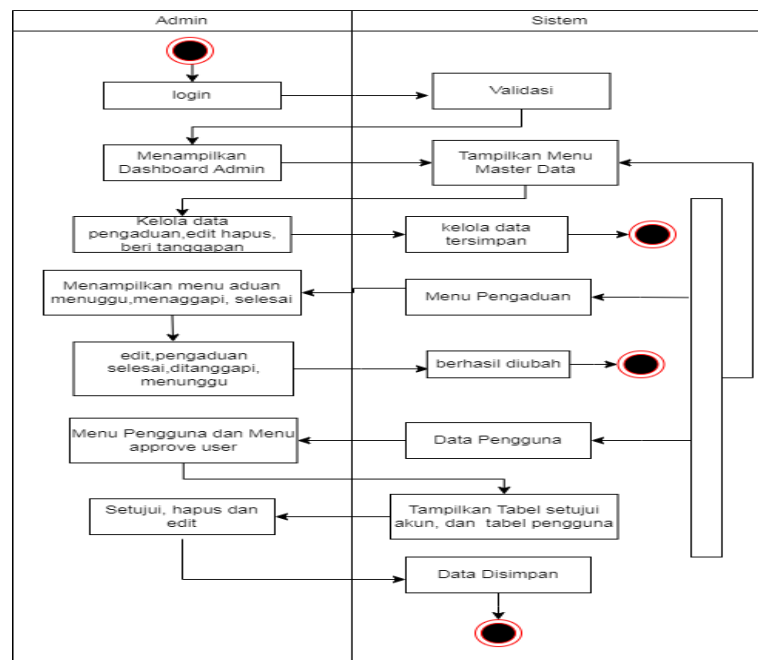 Admin
Sistem
login
Validasi
Menampilkan
Dashboard Admin
Tampilkan Menu
Master Data
Kelola data
pengaduan,edit hapus,
beri tanggapan
kelola data
tersimpan
Menampilkan menu aduan
menuggu,menaggapi, selesai
Menu Pengaduan
edit,pengaduan
selesai,ditanggapi,
menunggu
berhasil diubah
Menu Pengguna dan Menu
approve user
Data Pengguna
Setujui, hapus dan
edit
Tampilkan Tabel setujui
akun, dan tabel pengguna
Data Disimpan